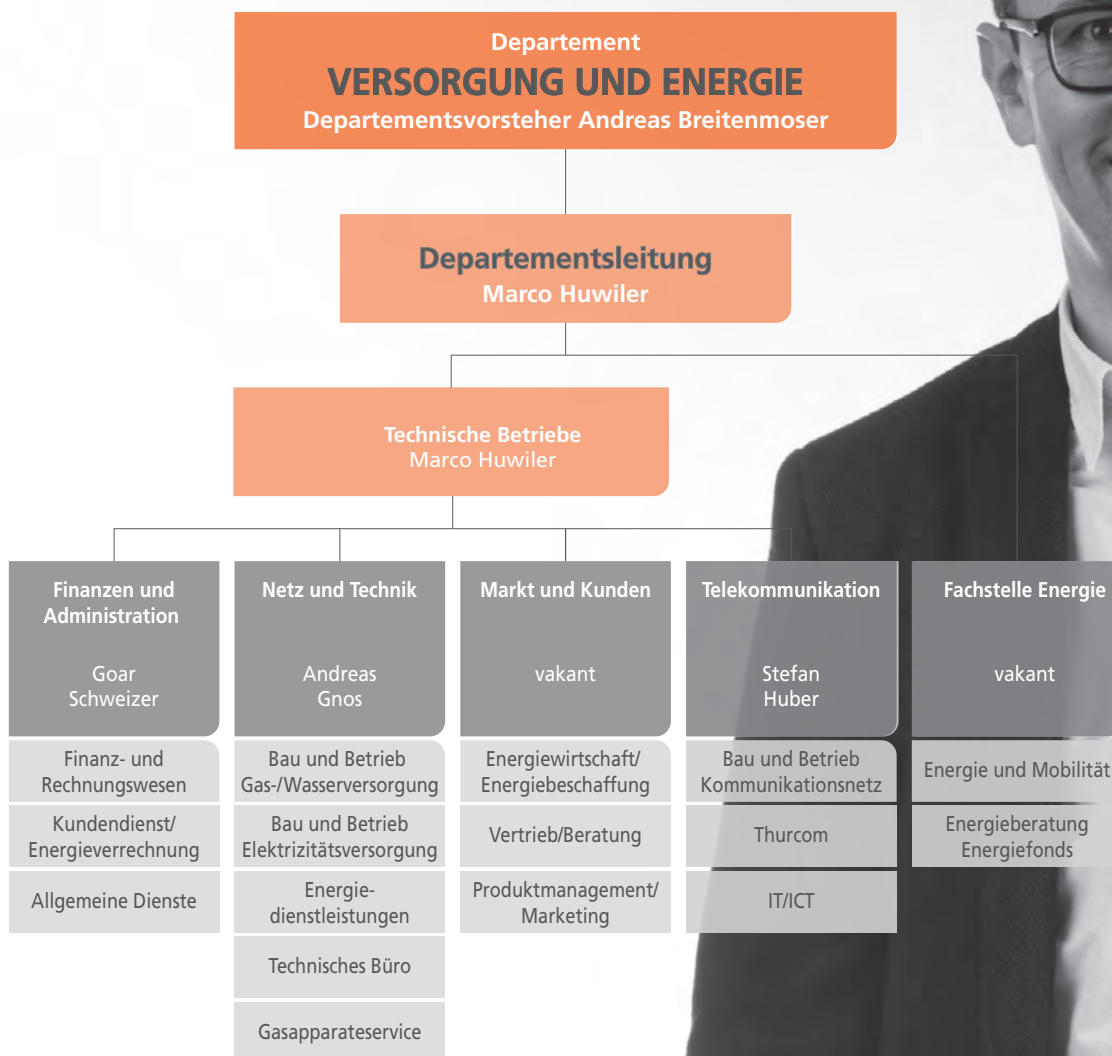 Departement
VERSORGUNG UND ENERGIE
Departementsvorsteher Andreas Breitenmoser
Departementsleitung
Marco Huwiler
Technische Betriebe
Marco Huwiler
Finanzen und
Administration
Goar
Schweizer
Finanz- und
Rechnungswesen
Kundendienst/
Energieverrechnung
Allgemeine Dienste
Netz und Technik
Andreas
Gnos
Bau und Betrieb
Gas-/Wasserversorgung
Bau und Betrieb
Elektrizitätsversorgung
Energie-
dienstleistungen
Technisches Büro
Gasapparateservice
Markt und Kunden
vakant
Energiewirtschaft/
Energiebeschaffung
Vertrieb/Beratung
Produktmanagement/
Marketing
Telekommunikation
Stefan
Huber
Bau und Betrieb
Kommunikationsnetz
Thurcom
IT/ICT
Fachstelle Energie
vakant
Energie und Mobilität
Energieberatung
Energiefonds